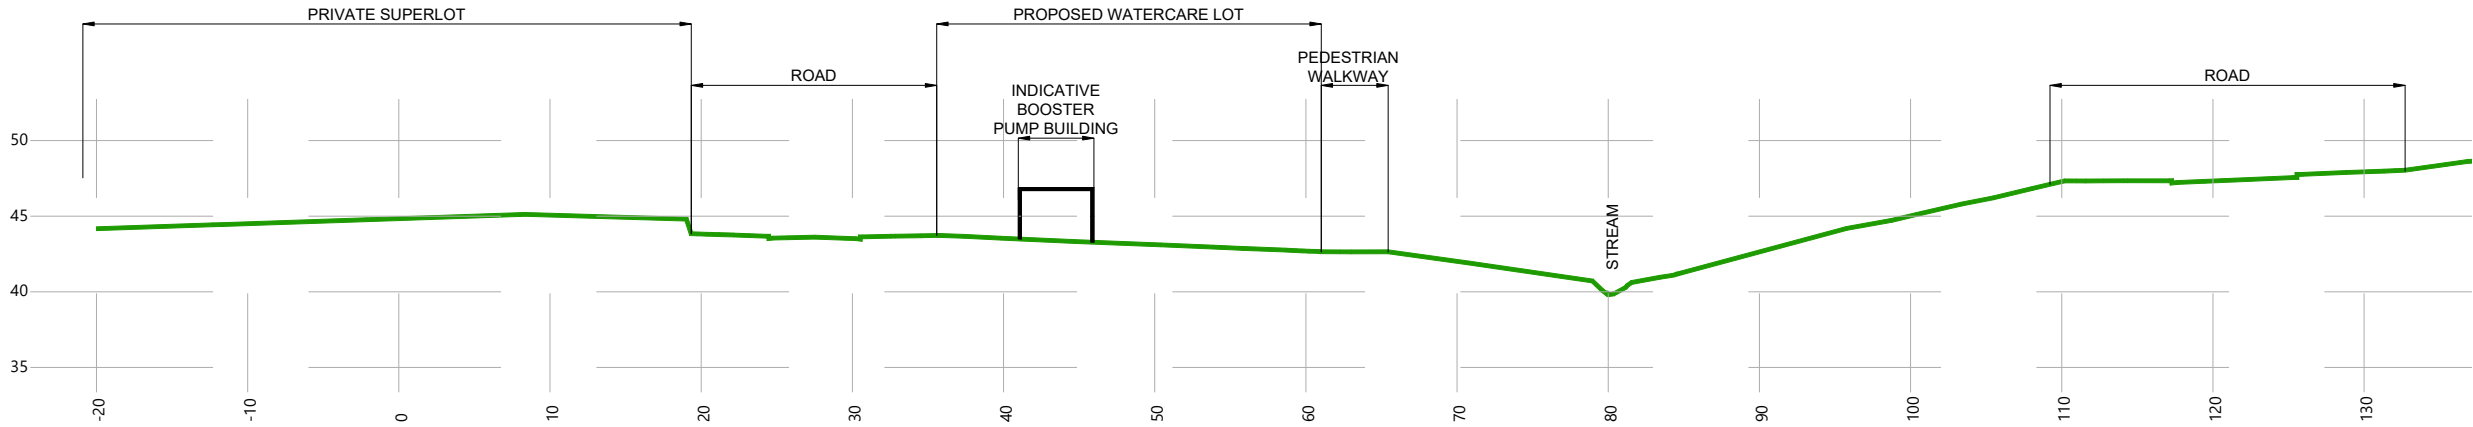 PRIVATE SUPERLOT
PROPOSED WATERCARE LOT
PEDESTRIAN
WALKWAY
ROAD
ROAD
INDICATIVE
BOOSTER
PUMP BUILDING
STREAM
50
45
40
35
-20
-10
0
10
20
30
40
50
60
70
80
90
100
110
120
130